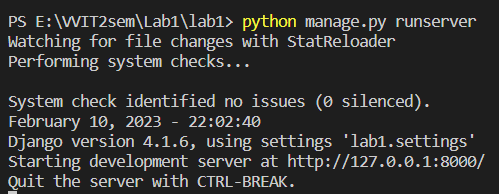 PS E:\VVIT2sem\Lab1\lab1> python manage.py runserver
Watching for file changes with StatReloader
Performing system checks...
System check identified no issues (0 silenced).
February 10, 2023 - 22:02:40
Django version 4.1.6, using settings 'lab1.settings'
Starting development server at http://127.0.0.1:8000/
Quit the server with CTRL-BREAK.